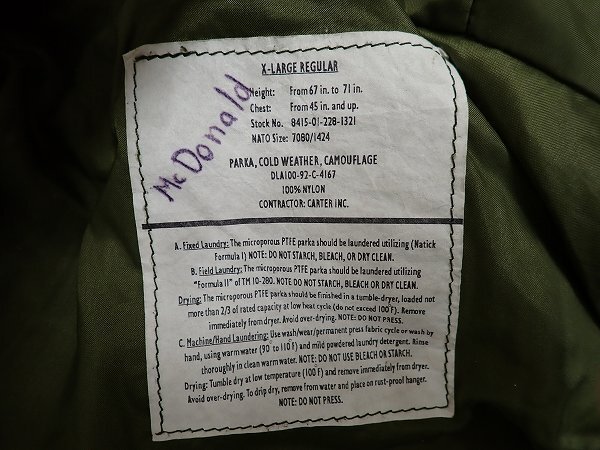 X-LARGE REGULAR
McDonald
Height: From 67 in. to 71 in.
Chest: From 45 in. and up.
Stock No. 8415-01-228-1321
NATO Size: 7080/1424
PARKA, COLD WEATHER, CAMOUFLAGE
DLA100-92-C-4167
100% NYLON
CONTRACTOR: CARTER INC.
A. Fixed Laundry: The microporous PTFE parka should be laundered utilizing (Natick
Formula I) NOTE: DO NOT STARCH, BLEACH, OR DRY CLEAN.
B. Field Laundry: The microporous PTFE parka should be laundered utilizing
"Formula II" of TM 10-280. NOTE DO NOT STARCH, BLEACH, OR DRY CLEAN.
Drying: The microporous PTFE parka should be finished in a tumble-dryer, loaded not
more than 2/3 of rated capacity at low heat cycle (do not exceed 100 F). Remove
immediately from dryer. Avoid over-drying. NOTE: DO NOT PRESS.
C. Machine/Hand Laundering: Use wash/wear/permanent press fabric cycle or wash by
hand, using warm water (90 to 110 f) and mild powdered laundry detergent. Rinse
thoroughly in clean warm water. NOTE: DO NOT USE BLEACH OR STARCH.
Drying: Tumble dry at low temperature (100 F) and remove immediately from dryer.
Avoid over-drying. To drip dry, remove from water and place on rust-proof hanger.
NOTE: DO NOT PRESS.